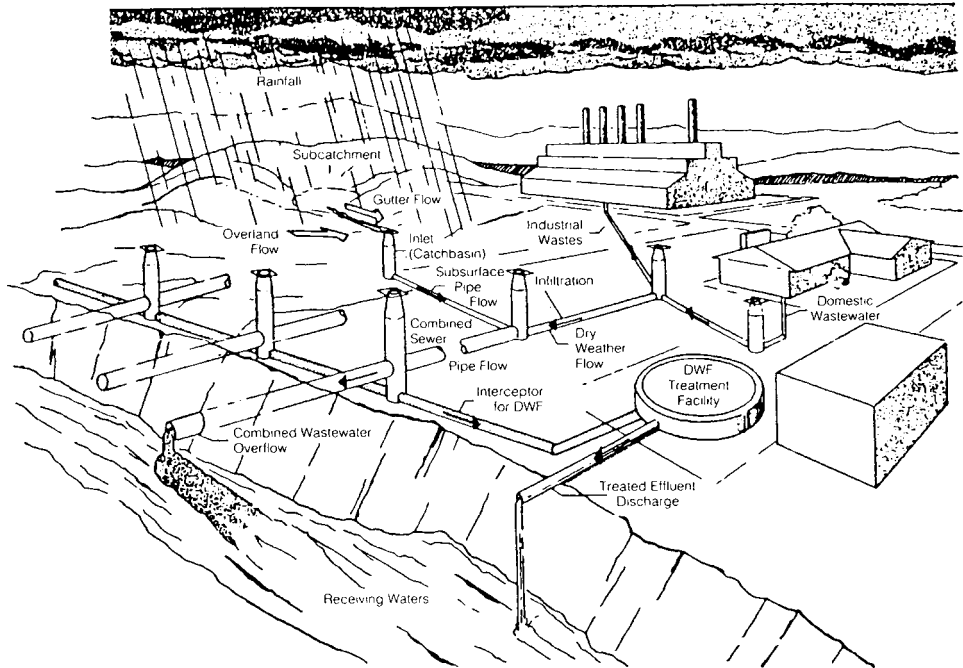 Rainfall
Subcatchment
Gutter Flow
Overland
Flow
Inlet
(Catchbasin)
Industrial
Wastes
Subsurface
Pipe
Flow
Infiltration
Domestic
Wastewater
Combined
Sewer
Pipe Flow
Dry
Weather
Flow
DWF
Treatment
Facility
Interceptor
for DWF
Combined Wastewater
Overflow
Treated Effluent
Discharge
Receiving Waters